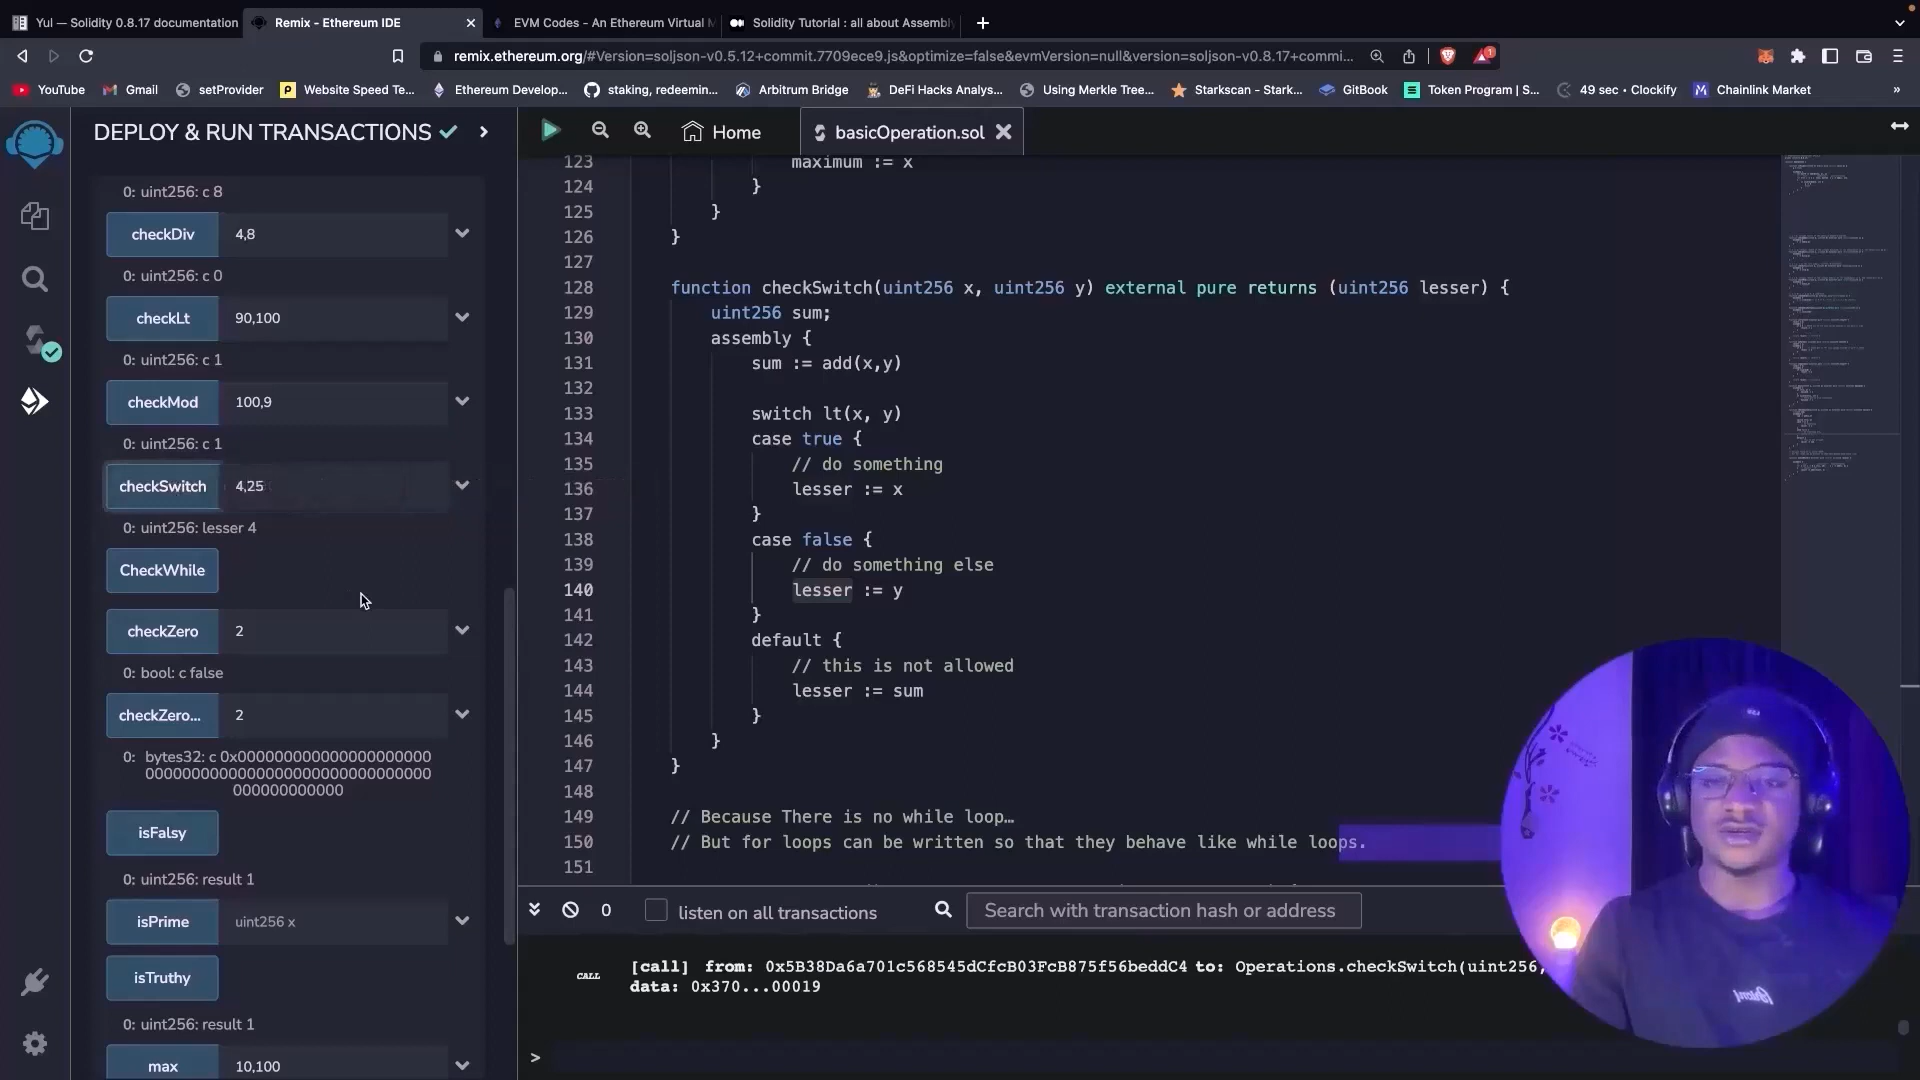 Yul — Solidity 0.8.17 documentation
Remix - Ethereum IDE
EVM Codes - An Ethereum Virtual M
Solidity Tutorial : all about Assembl
remix.ethereum.org/#Version=soljson-v0.5.12+commit.7709ece9.js&optimize=false&evmVersion=null&version=soljson-v0.8.17+commi...
1
YouTube
Gmail
setProvider
Website Speed Te...
Ethereum Develop...
staking, redeemin...
Arbitrum Bridge
DeFi Hacks Analys...
Using Merkle Tree...
Starkscan - Stark...
GitBook
Token Program | S...
49 sec • Clockify
Chainlink Market
»
DEPLOY & RUN TRANSACTIONS
0: uint256: c 8
checkDiv 4,8
0: uint256: c 0
checkLt 90,100
0: uint256: c 1
checkMod 100,9
0: uint256: c 1
checkSwitch 4,25
0: uint256: lesser 4
CheckWhile
checkZero 2
0: bool: c false
checkZero... 2
0: bytes32: c 0x00000000000000000000
000000000000000000000000000000
000000000000
isFalsy
0: uint256: result 1
isPrime uint256 x
isTruthy
0: uint256: result 1
max 10,100
Home
basicOperation.sol
123 maximum := x
124 }
125 }
126 }
127
128 function checkSwitch(uint256 x, uint256 y) external pure returns (uint256 lesser) {
129 uint256 sum;
130 assembly {
131 sum := add(x,y)
132
133 switch lt(x, y)
134 case true {
135 // do something
136 lesser := x
137 }
138 case false {
139 // do something else
140 lesser := y
141 }
142 default {
143 // this is not allowed
144 lesser := sum
145 }
146 }
147 }
148
149 // Because There is no while loop…
150 // But for loops can be written so that they behave like while loops.
151
0
listen on all transactions
Search with transaction hash or address
CALL [call] from: 0x5B38Da6a701c568545dCfcB03FcB875f56beddC4 to: Operations.checkSwitch(uint256,
data: 0x370...00019
>